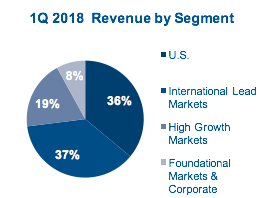 1Q 2018 Revenue by Segment
8%
36%
19%
37%
U.S.
International Lead
Markets
High Growth
Markets
Foundational
Markets &
Corporate